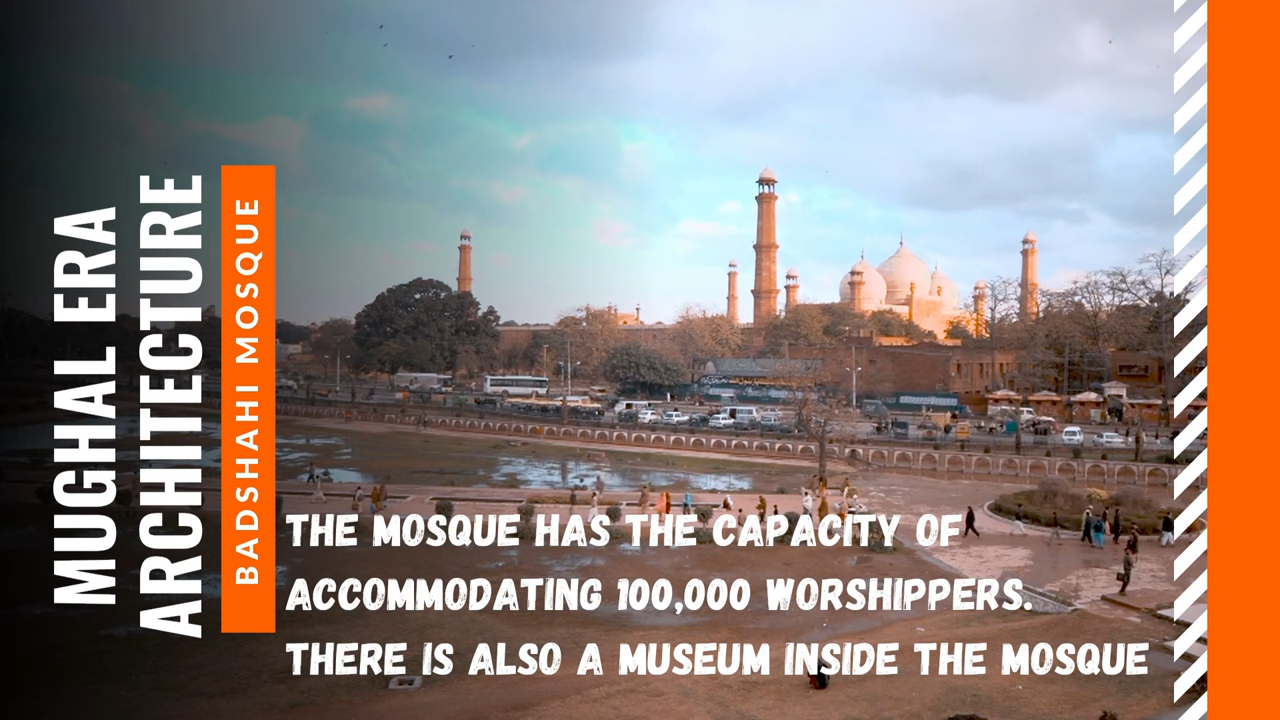 MUGHAL ERA
ARCHITECTURE
BADSHAHI MOSQUE
THE MOSQUE HAS THE CAPACITY OF
ACCOMMODATING 100,000 WORSHIPPERS.
THERE IS ALSO A MUSEUM INSIDE THE MOSQUE